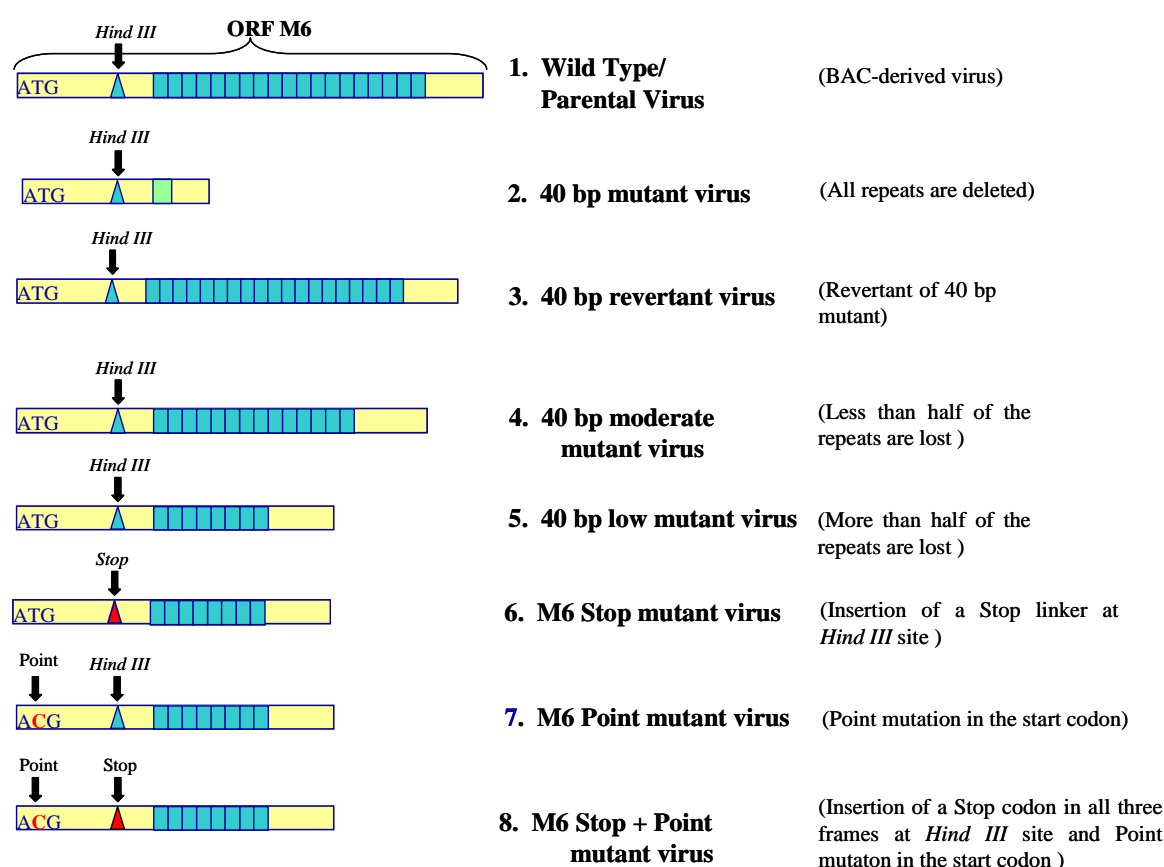 Hind III
ORF M6
ATG
1. Wild Type/
Parental Virus
(BAC-derived virus)
Hind III
ATG
2. 40 bp mutant virus
(All repeats are deleted)
Hind III
ATG
3. 40 bp revertant virus
(Revertant of 40 bp
mutant)
Hind III
ATG
4. 40 bp moderate
mutant virus
(Less than half of the
repeats are lost )
Hind III
ATG
5. 40 bp low mutant virus
(More than half of the
repeats are lost )
Stop
ATG
6. M6 Stop mutant virus
(Insertion of a Stop linker at
Hind III site )
Point Hind III
ACG
7. M6 Point mutant virus
(Point mutation in the start codon)
Point Stop
ACG
8. M6 Stop + Point
mutant virus
(Insertion of a Stop codon in all three
frames at Hind III site and Point
mutaton in the start codon )